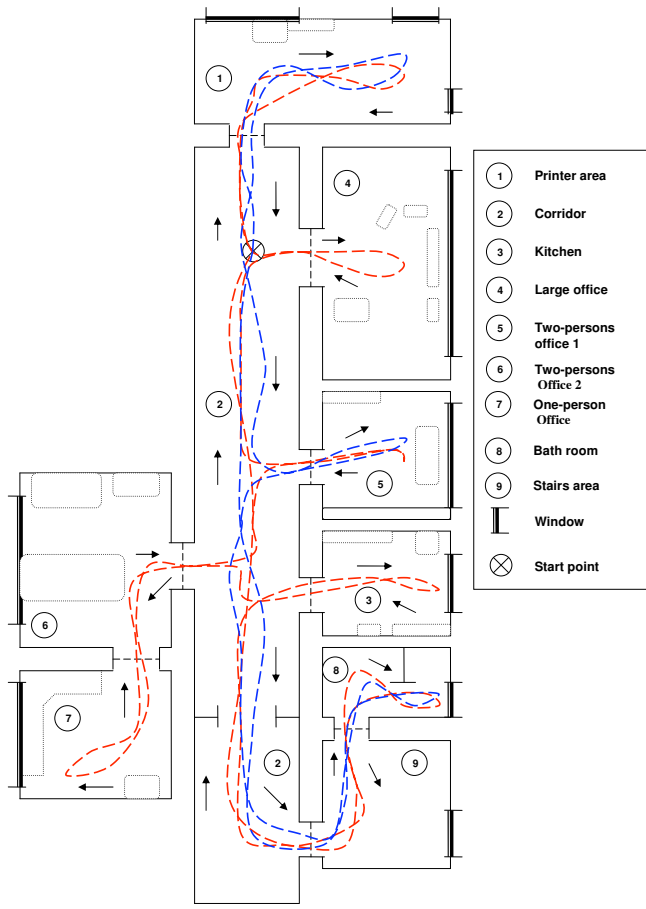 1
4
2
5
3
6
8
7
2
9
1 Printer area
2 Corridor
3 Kitchen
4 Large office
5 Two-persons
office 1
6 Two-persons
Office 2
7 One-person
Office
8 Bath room
9 Stairs area
Window
Start point